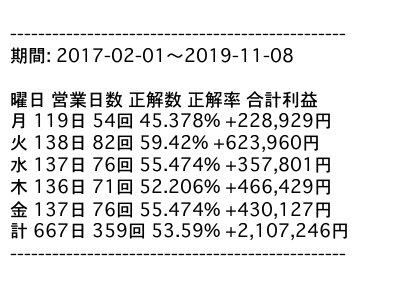 ------------------------------------------------
期間: 2017-02-01～2019-11-08
曜日 営業日数 正解数 正解率 合計利益
月 119日 54回 45.378% +228,929円
火 138日 82回 59.42% +623,960円
水 137日 76回 55.474% +357,801円
木 136日 71回 52.206% +466,429円
金 137日 76回 55.474% +430,127円
計 667日 359回 53.59% +2,107,246円
------------------------------------------------